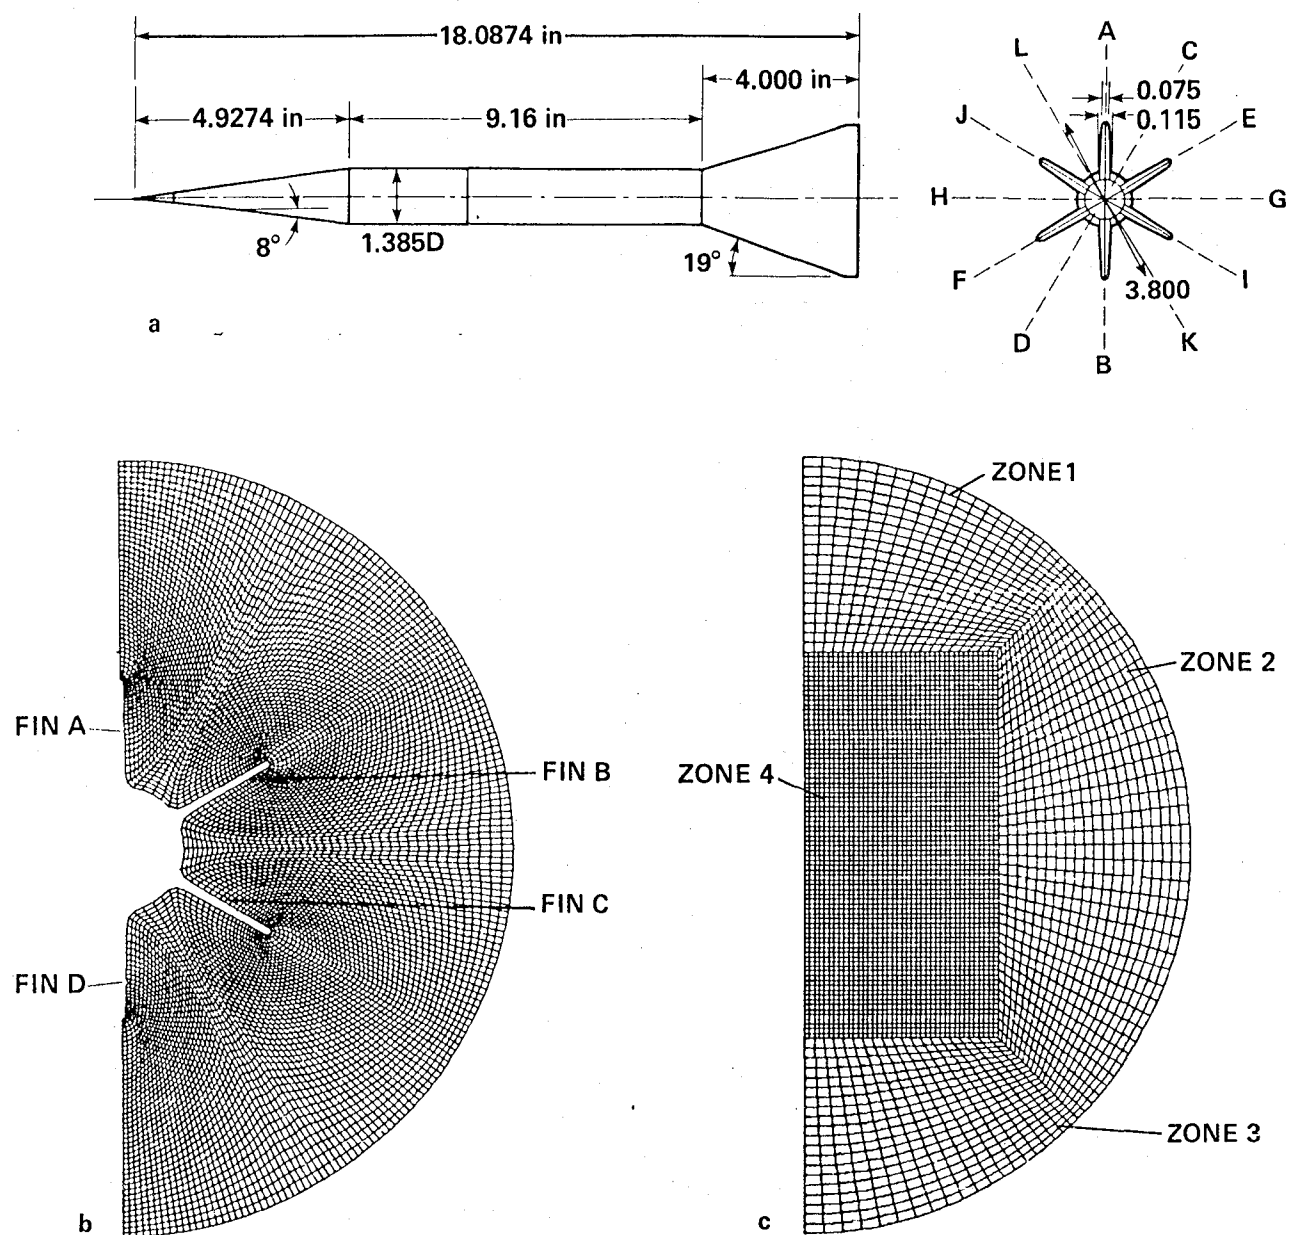 18.0874 in
4.000 in
4.9274 in
9.16 in
8°
1.385D
19°
a
A
L
C
0.075
0.115
J
E
H
G
F
I
3.800
D
K
B
FIN A
FIN B
FIN C
FIN D
b
ZONE 1
ZONE 2
ZONE 4
ZONE 3
c